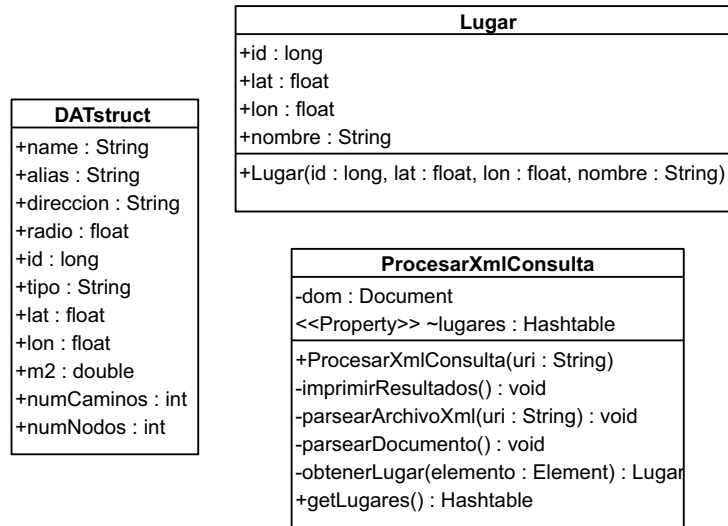 Lugar
+id : long
+lat : float
+lon : float
+nombre : String
+Lugar(id : long, lat : float, lon : float, nombre : String)
DATstruct
+name : String
+alias : String
+direccion : String
+radio : float
+id : long
+tipo : String
+lat : float
+lon : float
+m2 : double
+numCaminos : int
+numNodos : int
ProcesarXmlConsulta
-dom : Document
<<Property>> ~lugares : Hashtable
+ProcesarXmlConsulta(uri : String)
-imprimirResultados() : void
-parsearArchivoXml(uri : String) : void
-parsearDocumento() : void
-obtenerLugar(elemento : Element) : Lugar
+getLugares() : Hashtable